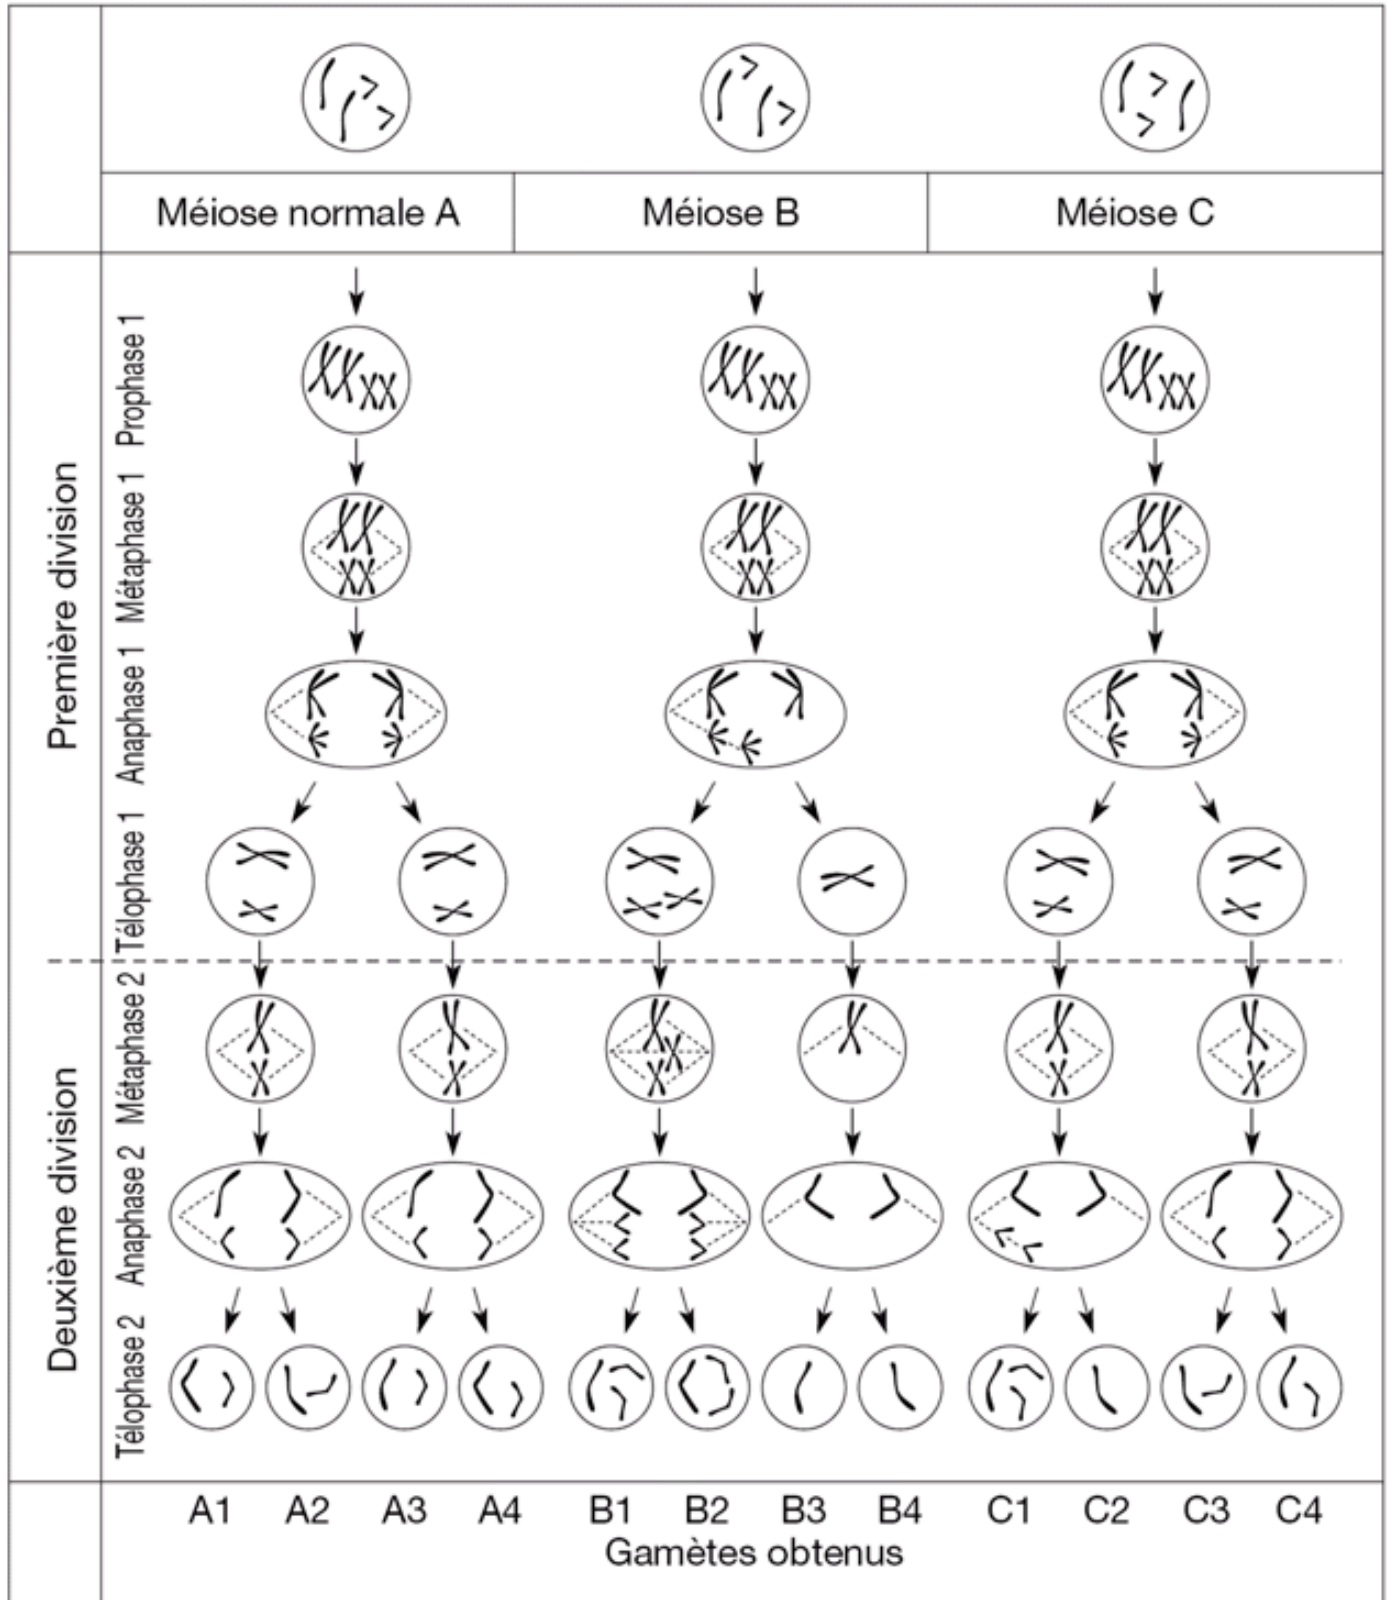 Méiose normale A
Méiose B
Méiose C
Première division
Prophase 1
Métaphase 1
Anaphase 1
Télophase 1
Deuxième division
Métaphase 2
Anaphase 2
Télophase 2
A1 A2 A3 A4 B1 B2 B3 B4 C1 C2 C3 C4
Gamètes obtenus